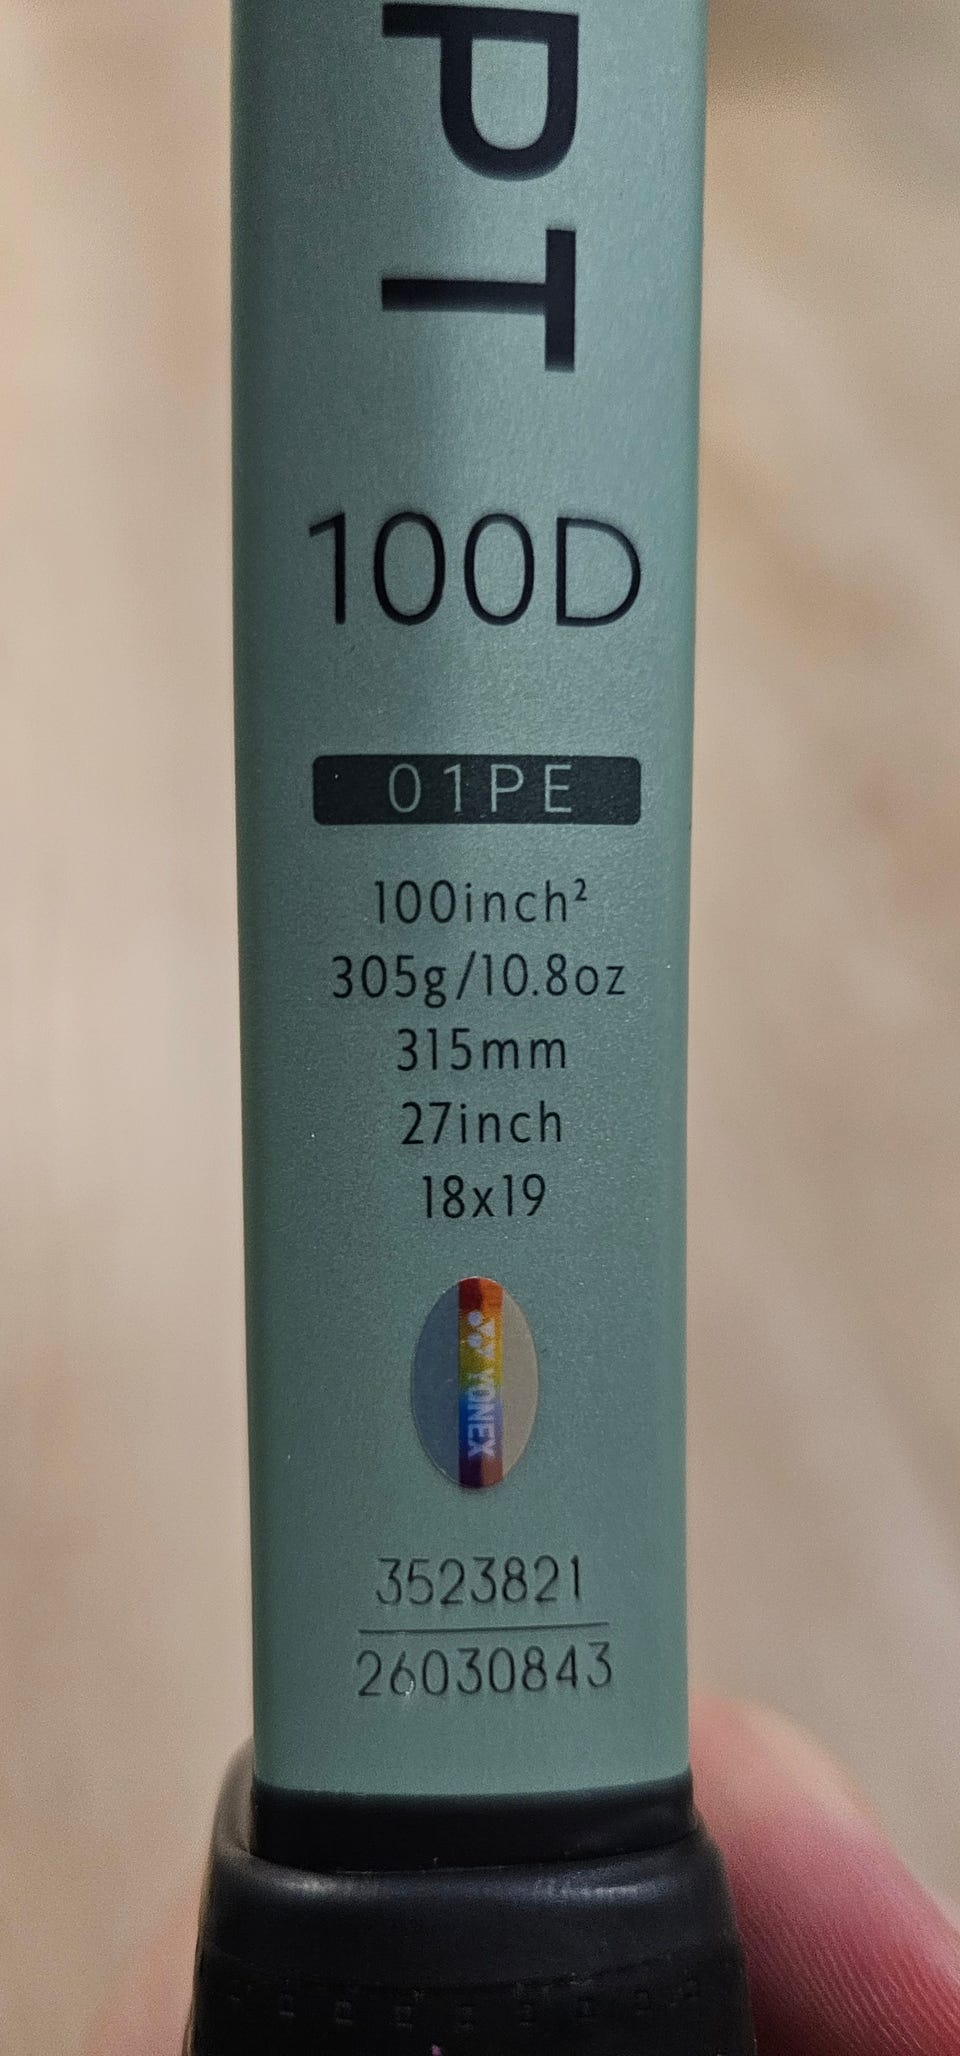 PT
100D
01PE
100inch²
305g/10.8oz
315mm
27inch
18x19
YONEX
3523821
26030843